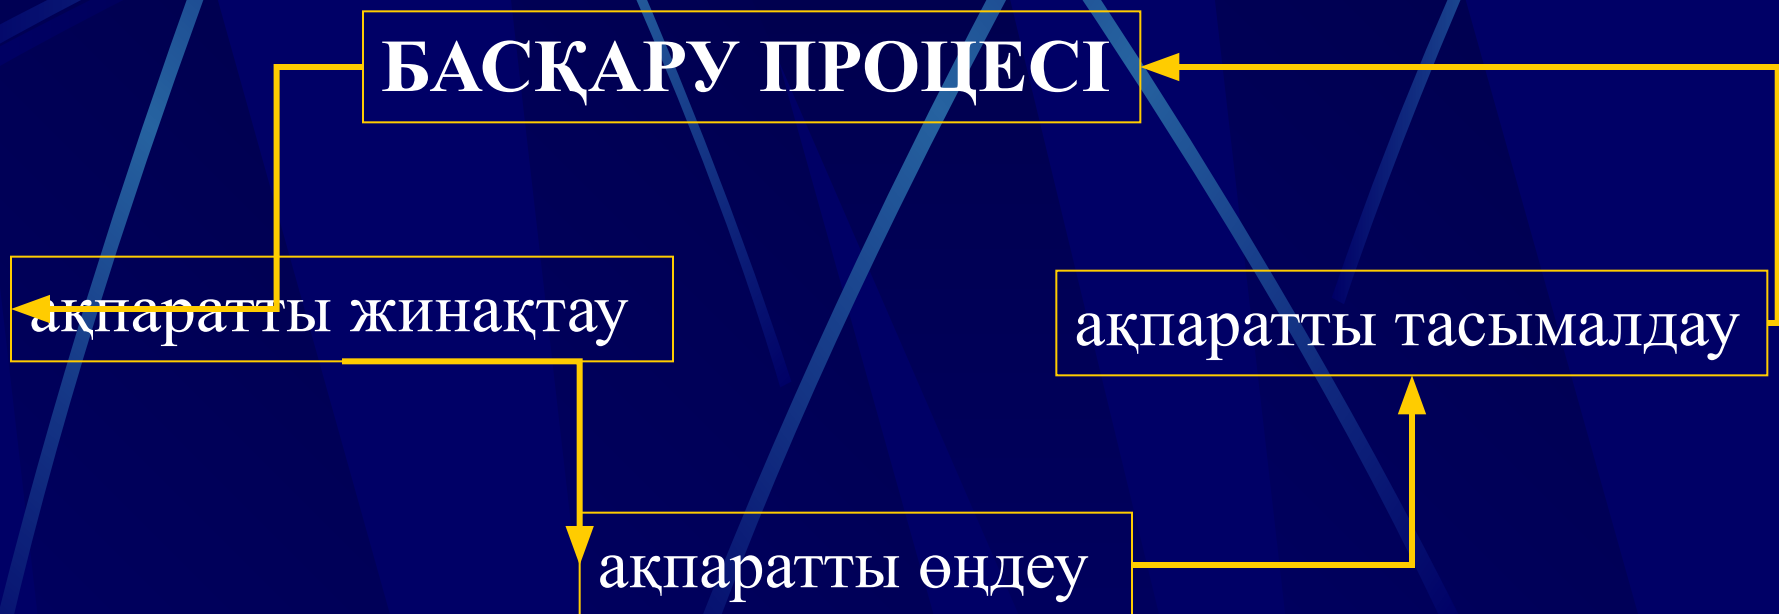 БАСҚАРУ ПРОЦЕСІ
ақпаратты жинақтау
ақпаратты тасымалдау
ақпаратты өңдеу